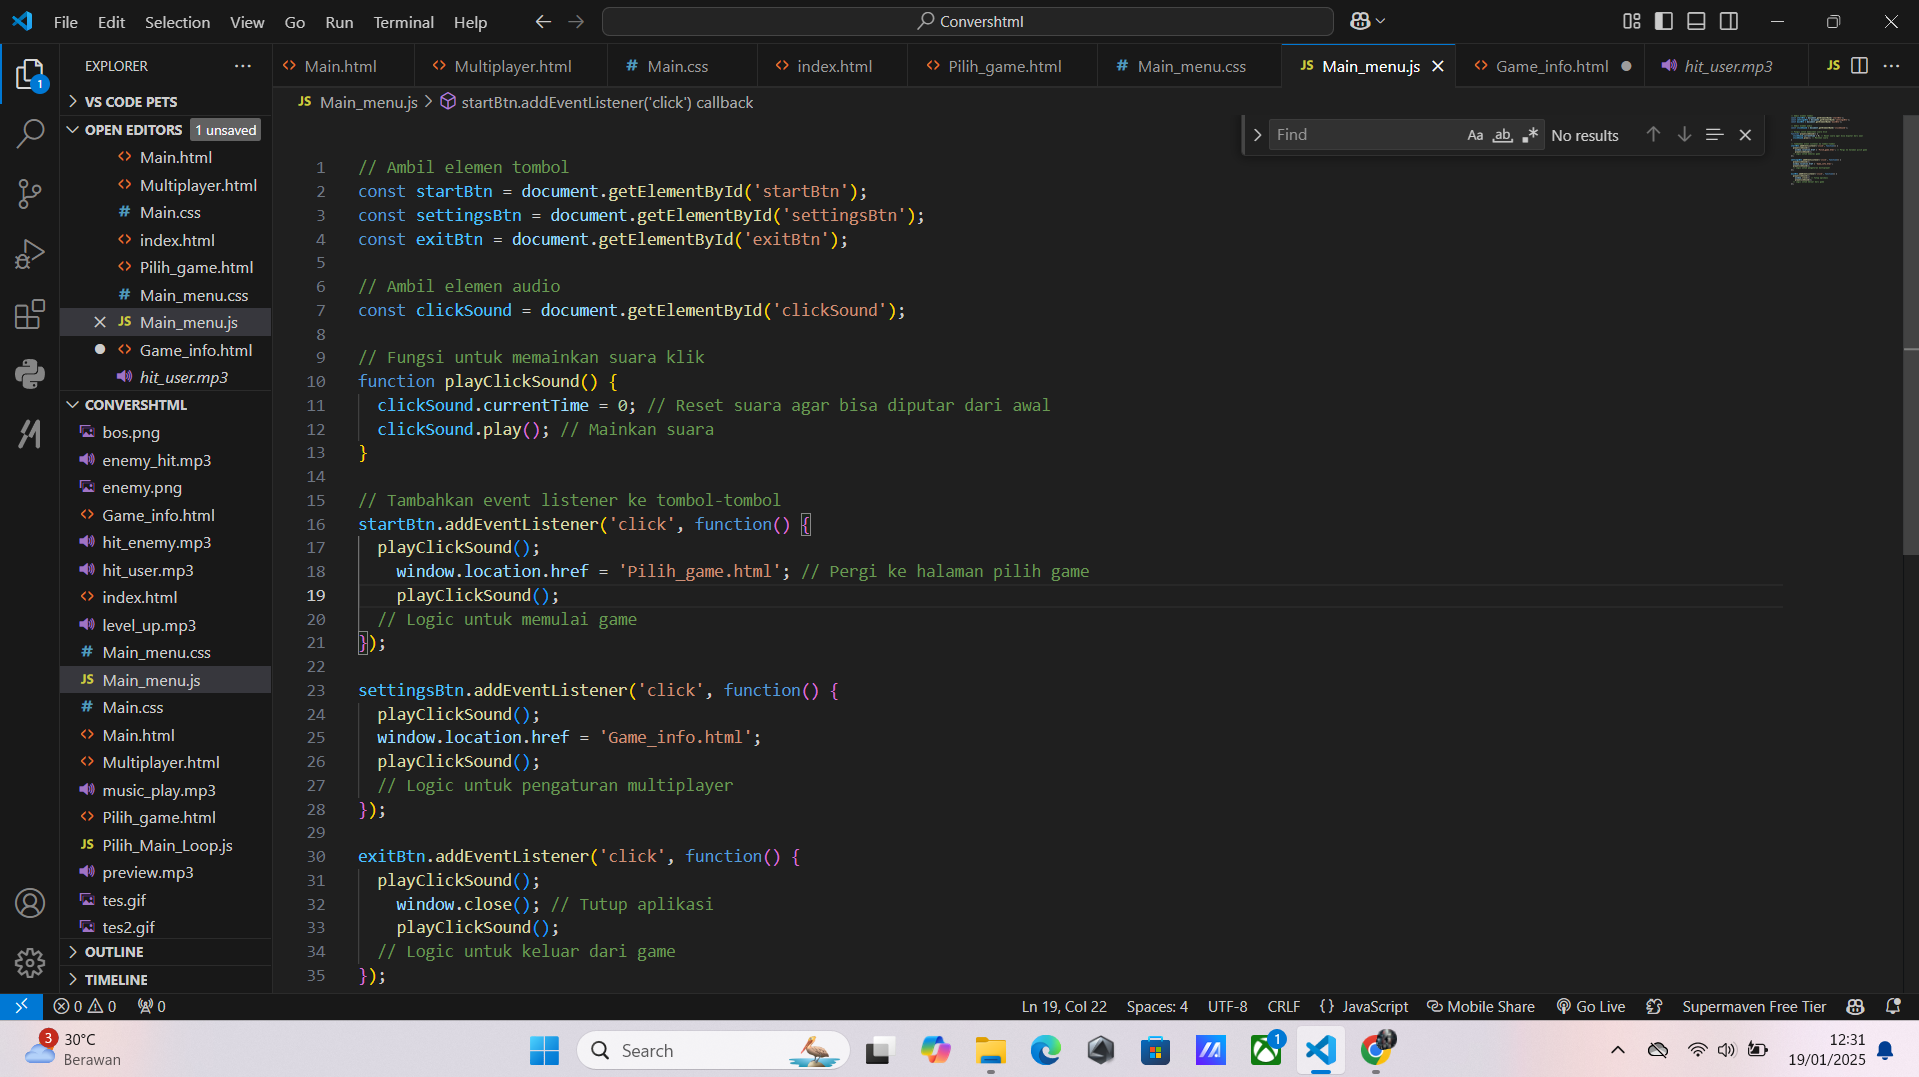 File Edit Selection View Go Run Terminal Help
Convershtml
EXPLORER
VS CODE PETS
OPEN EDITORS 1 unsaved
Main.html
Multiplayer.html
Main.css
index.html
Pilih_game.html
Main_menu.css
Main_menu.js
Game_info.html
hit_user.mp3
CONVERSHTML
bos.png
enemy_hit.mp3
enemy.png
Game_info.html
hit_enemy.mp3
hit_user.mp3
index.html
level_up.mp3
Main_menu.css
Main_menu.js
Main.css
Main.html
Multiplayer.html
music_play.mp3
Pilih_game.html
Pilih_Main_Loop.js
preview.mp3
tes.gif
tes2.gif
OUTLINE
TIMELINE
Main.html Multiplayer.html Main.css index.html Pilih_game.html Main_menu.css JS Main_menu.js Game_info.html hit_user.mp3 JS
JS Main_menu.js > startBtn.addEventListener('click') callback
Find Aa ab No results
1 // Ambil elemen tombol
2 const startBtn = document.getElementById('startBtn');
3 const settingsBtn = document.getElementById('settingsBtn');
4 const exitBtn = document.getElementById('exitBtn');
5
6 // Ambil elemen audio
7 const clickSound = document.getElementById('clickSound');
8
9 // Fungsi untuk memainkan suara klik
10 function playClickSound() {
11 clickSound.currentTime = 0; // Reset suara agar bisa diputar dari awal
12 clickSound.play(); // Mainkan suara
13 }
14
15 // Tambahkan event listener ke tombol-tombol
16 startBtn.addEventListener('click', function() {
17 playClickSound();
18 window.location.href = 'Pilih_game.html'; // Pergi ke halaman pilih game
19 playClickSound();
20 // Logic untuk memulai game
21 });
22
23 settingsBtn.addEventListener('click', function() {
24 playClickSound();
25 window.location.href = 'Game_info.html';
26 playClickSound();
27 // Logic untuk pengaturan multiplayer
28 });
29
30 exitBtn.addEventListener('click', function() {
31 playClickSound();
32 window.close(); // Tutup aplikasi
33 playClickSound();
34 // Logic untuk keluar dari game
35 });
0 0 0 Ln 19, Col 22 Spaces: 4 UTF-8 CRLF {} JavaScript Mobile Share Go Live Supermaven Free Tier
3 30°C
Berawan
Search
1
12:31
19/01/2025